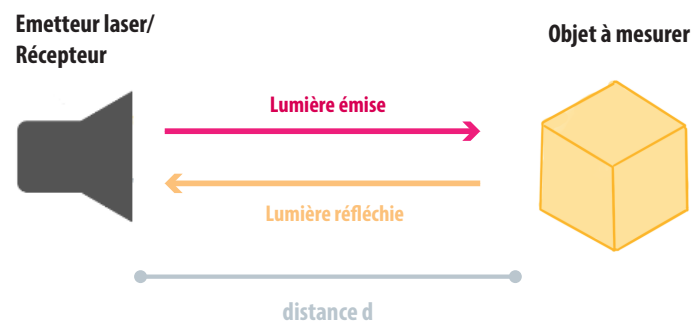 Emetteur laser/
Récepteur
Objet à mesurer
Lumière émise
Lumière réfléchie
distance d